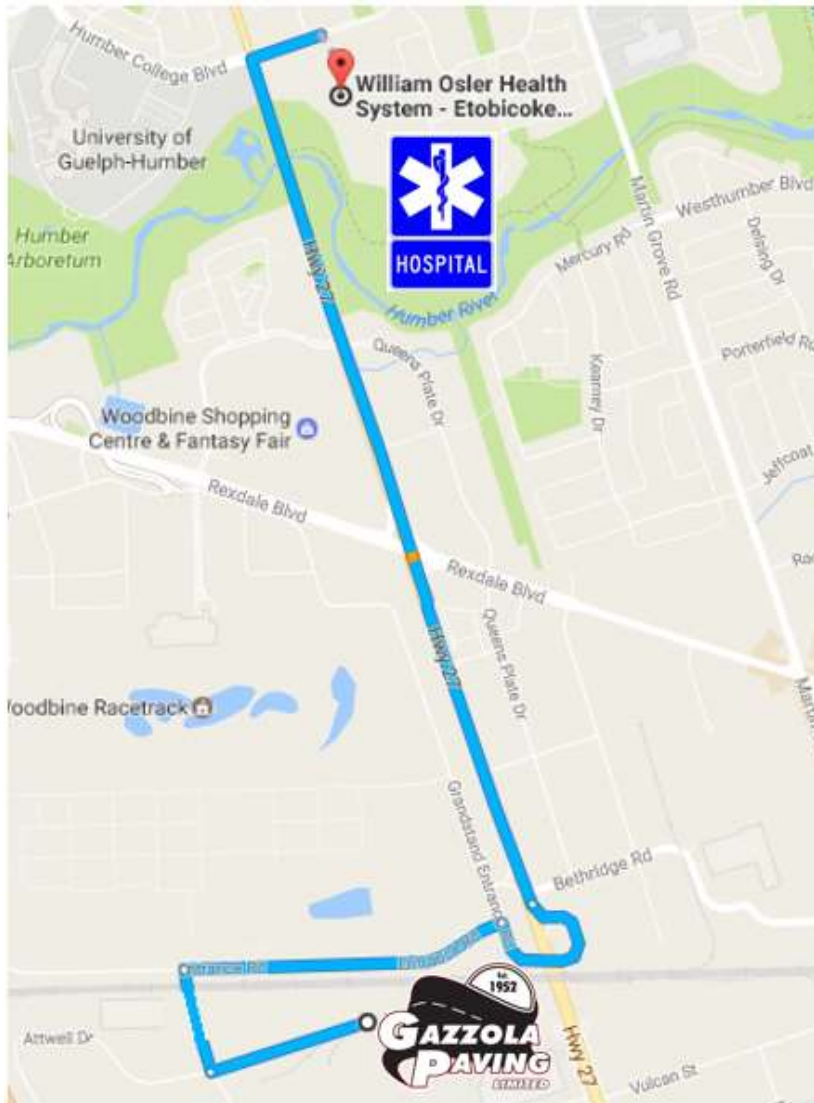 Humber College Blvd
William Osler Health
System - Etobicoke...
University of
Guelph-Humber
HOSPITAL
Humber
Arboretum
Hwy 27
Humber River
Martin Grove Rd
Westhumber Blvd
Mercury Rd
Delsing Dr
Queens Plate Dr
Kearney Dr
Porterfield Rd
Woodbine Shopping
Centre & Fantasy Fair
Jeffcoat
Rexdale Blvd
Rexdale Blvd
Hwy 27
Queens Plate Dr
Woodbine Racetrack
Grandstand Entrance
Bethridge Rd
Entrance Rd
Est.
1952
GAZZOLA
PAVING
LIMITED
Attwell Dr
Hwy 27
Vulcan St